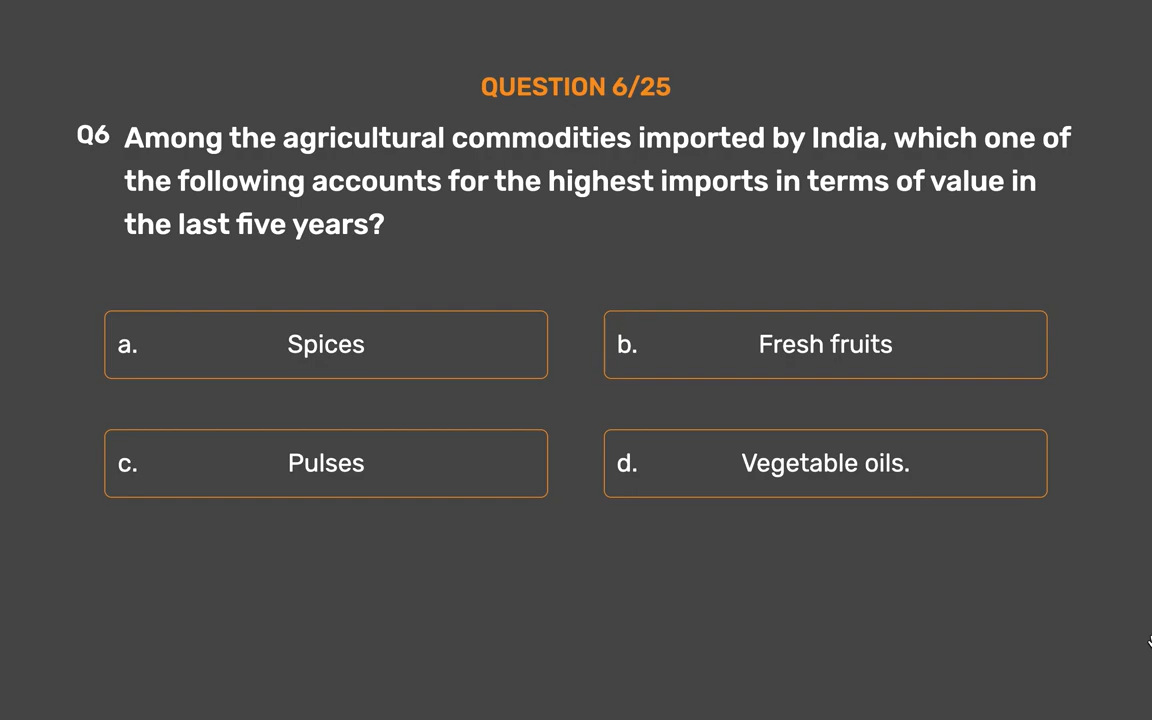 QUESTION 6/25
Q6 Among the agricultural commodities imported by India, which one of
the following accounts for the highest imports in terms of value in
the last five years?
a. Spices
b. Fresh fruits
c. Pulses
d. Vegetable oils.